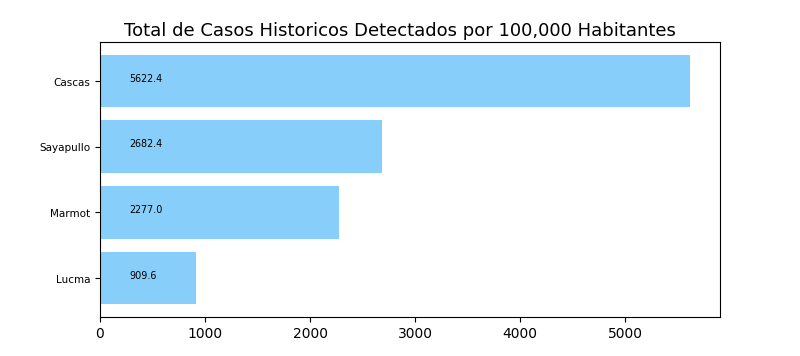 Total de Casos Historicos Detectados por 100,000 Habitantes
Cascas 5622.4
Sayapullo 2682.4
Marmot 2277.0
Lucma 909.6
0 1000 2000 3000 4000 5000